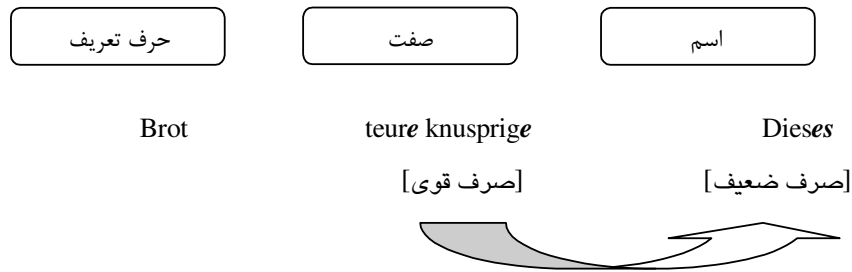 اسم صفت حرف تعریف
Dieses teure knusprige Brot
[صرف ضعیف] [صرف قوی]